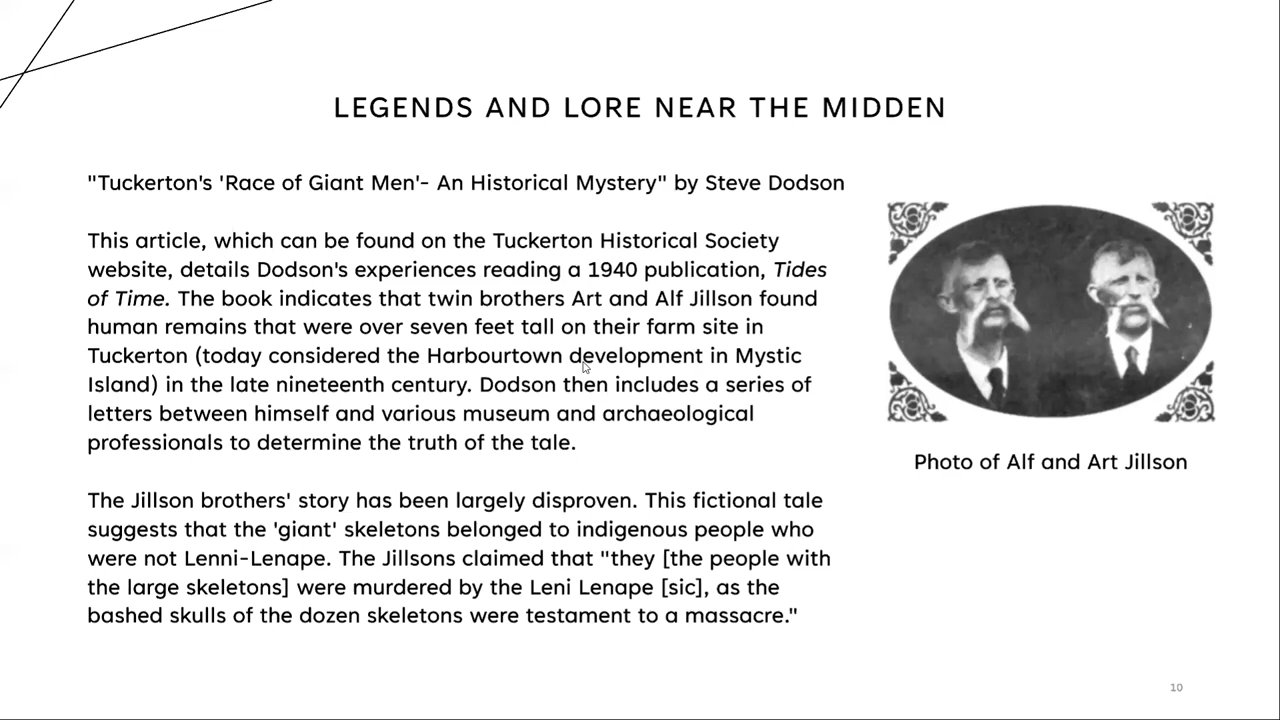 LEGENDS AND LORE NEAR THE MIDDEN
"Tuckerton's 'Race of Giant Men'- An Historical Mystery" by Steve Dodson
This article, which can be found on the Tuckerton Historical Society
website, details Dodson's experiences reading a 1940 publication, Tides
of Time. The book indicates that twin brothers Art and Alf Jillson found
human remains that were over seven feet tall on their farm site in
Tuckerton (today considered the Harbourtown development in Mystic
Island) in the late nineteenth century. Dodson then includes a series of
letters between himself and various museum and archaeological
professionals to determine the truth of the tale.
The Jillson brothers' story has been largely disproven. This fictional tale
suggests that the 'giant' skeletons belonged to indigenous people who
were not Lenni-Lenape. The Jillsons claimed that "they [the people with
the large skeletons] were murdered by the Leni Lenape [sic], as the
bashed skulls of the dozen skeletons were testament to a massacre."
Photo of Alf and Art Jillson
10